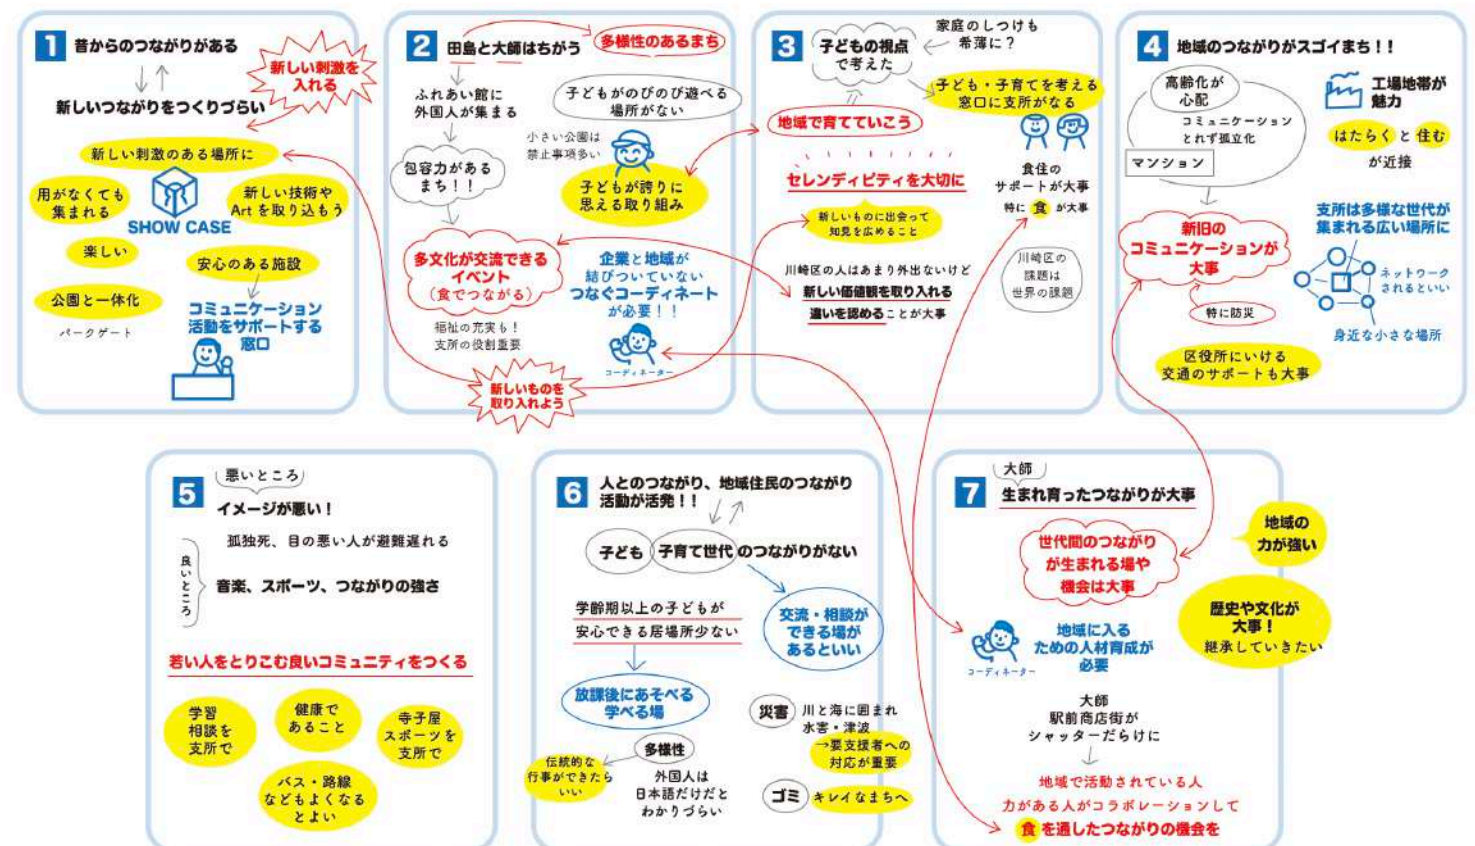 1
昔からのつながりがある
新しいつながりをつくりづらい
新しい刺激を
入れる
新しい刺激のある場所に
用がなくても
集まれる
SHOW CASE
新しい技術や
Artを取り込もう
楽しい
安心のある施設
公園と一体化
パークゲート
コミュニケーション
活動をサポートする
窓口
2
田島と大師はちがう
多様性のあるまち
ふれあい館に
外国人が集まる
子どもがのびのび遊べる
場所がない
小さい公園は
禁止事項多い
包容力がある
まち!!
子どもが誇りに
思える取り組み
多文化が交流できる
イベント
(食でつながる)
福祉の充実も!
支所の役割重要
企業と地域が
結びついていない
つなぐコーディネート
が必要!!
コーディネーター
新しいものを
取り入れよう
3
子どもの視点
で考えた
家庭のしつけも
希薄に?
子ども・子育てを考える
窓口に支所がなる
地域で育てていこう
セレンディピティを大切に
新しいものに出会って
知見を広めること
食住の
サポートが大事
特に 食 が大事
川崎区の人はあまり外出ないけど
新しい価値観を取り入れる
違いを認めることが大事
川崎区の
課題は
世界の課題
4
地域のつながりがスゴイまち!!
高齢化が
心配
コミュニケーション
とれず孤立化
マンション
工場地帯が
魅力
はたらく と 住む
が近接
新旧の
コミュニケーションが
大事
特に防災
支所は多様な世代が
集まれる広い場所に
ネットワーク
されるといい
身近な小さな場所
区役所にいける
交通のサポートも大事
5
悪いところ
イメージが悪い!
孤独死、目の悪い人が避難遅れる
良いところ
音楽、スポーツ、つながりの強さ
若い人をとりこむ良いコミュニティをつくる
学習
相談を
支所で
健康で
あること
寺子屋
スポーツを
支所で
バス・路線
などもよくなる
とよい
6
人とのつながり、地域住民のつながり
活動が活発!!
子ども 子育て世代 のつながりがない
学齢期以上の子どもが
安心できる居場所少ない
交流・相談が
できる場が
あるといい
放課後にあそべる
学べる場
多様性
伝統的な
行事ができたら
いい
外国人は
日本語だけだと
わかりづらい
災害
川と海に囲まれ
水害・津波
→要支援者への
対応が重要
ゴミ
キレイなまちへ
7
大師
生まれ育ったつながりが大事
世代間のつながり
が生まれる場や
機会は大事
地域の
力が強い
歴史や文化が
大事!
継承していきたい
コーディネーター
地域に入る
ための人材育成が
必要
大師
駅前商店街が
シャッターだらけに
地域で活動されている人
力がある人がコラボレーションして
食 を通したつながりの機会を